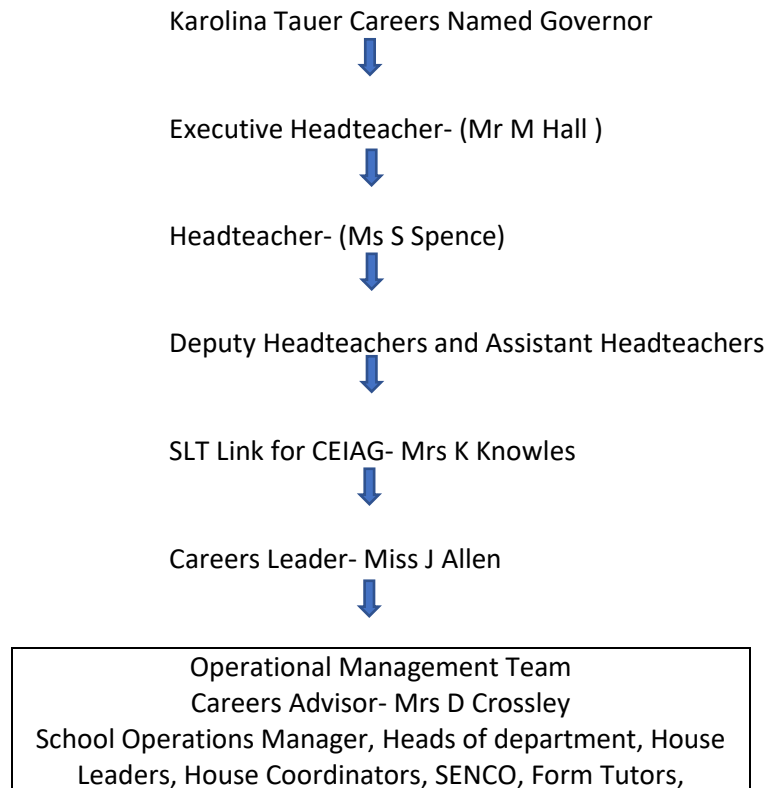 Karolina Tauer Careers Named Governor
Executive Headteacher- (Mr M Hall )
Headteacher- (Ms S Spence)
Deputy Headteachers and Assistant Headteachers
SLT Link for CEIAG- Mrs K Knowles
Careers Leader- Miss J Allen
Operational Management Team
Careers Advisor- Mrs D Crossley
School Operations Manager, Heads of department, House
Leaders, House Coordinators, SENCO, Form Tutors,